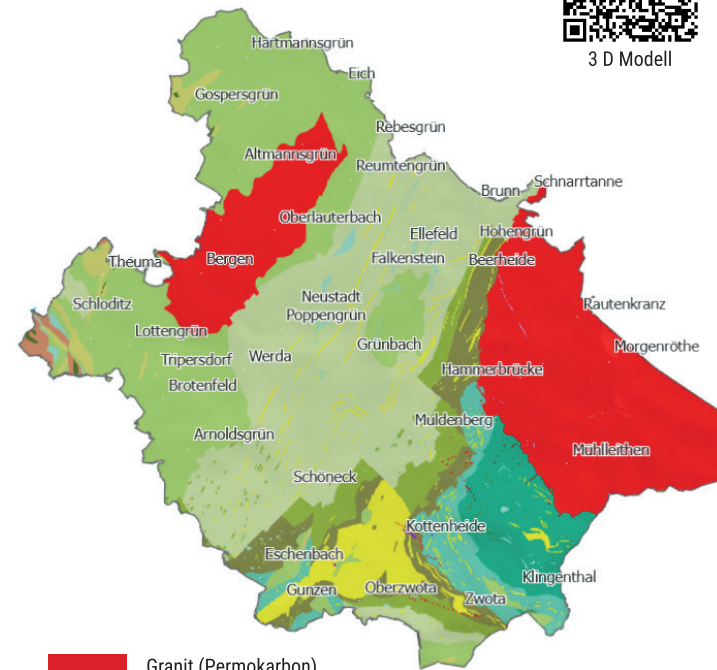 3 D Modell
Hartmannsgrün
Eich
Gospersgrün
Rebesgrün
Altmannsgrün
Reumtengrün
Brunn
Schnarrtanne
Oberlauterbach
Ellefeld
Hohengrün
Theuma
Bergen
Falkenstein
Beerheide
Schloditz
Neustadt
Rautenkranz
Poppengrün
Lottengrün
Grünbach
Morgenröthe
Tripersdorf
Werda
Hammerbrücke
Brotenfeld
Muldenberg
Arnoldsgrün
Mühlleithen
Schöneck
Kottenheide
Eschenbach
Klingenthal
Gunzen
Oberzwota
Zwota
Granit (Permokarbon)